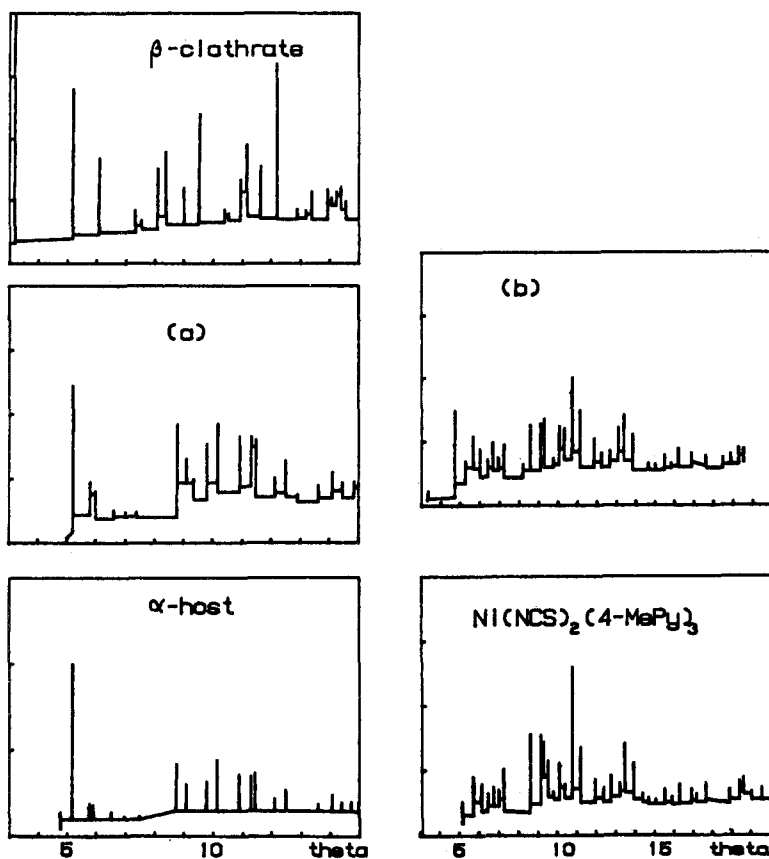 β-clathrate
(a)
(b)
α-host
Ni(NCS)₂(4-MePy)₃
5 10 theta
5 10 15 theta